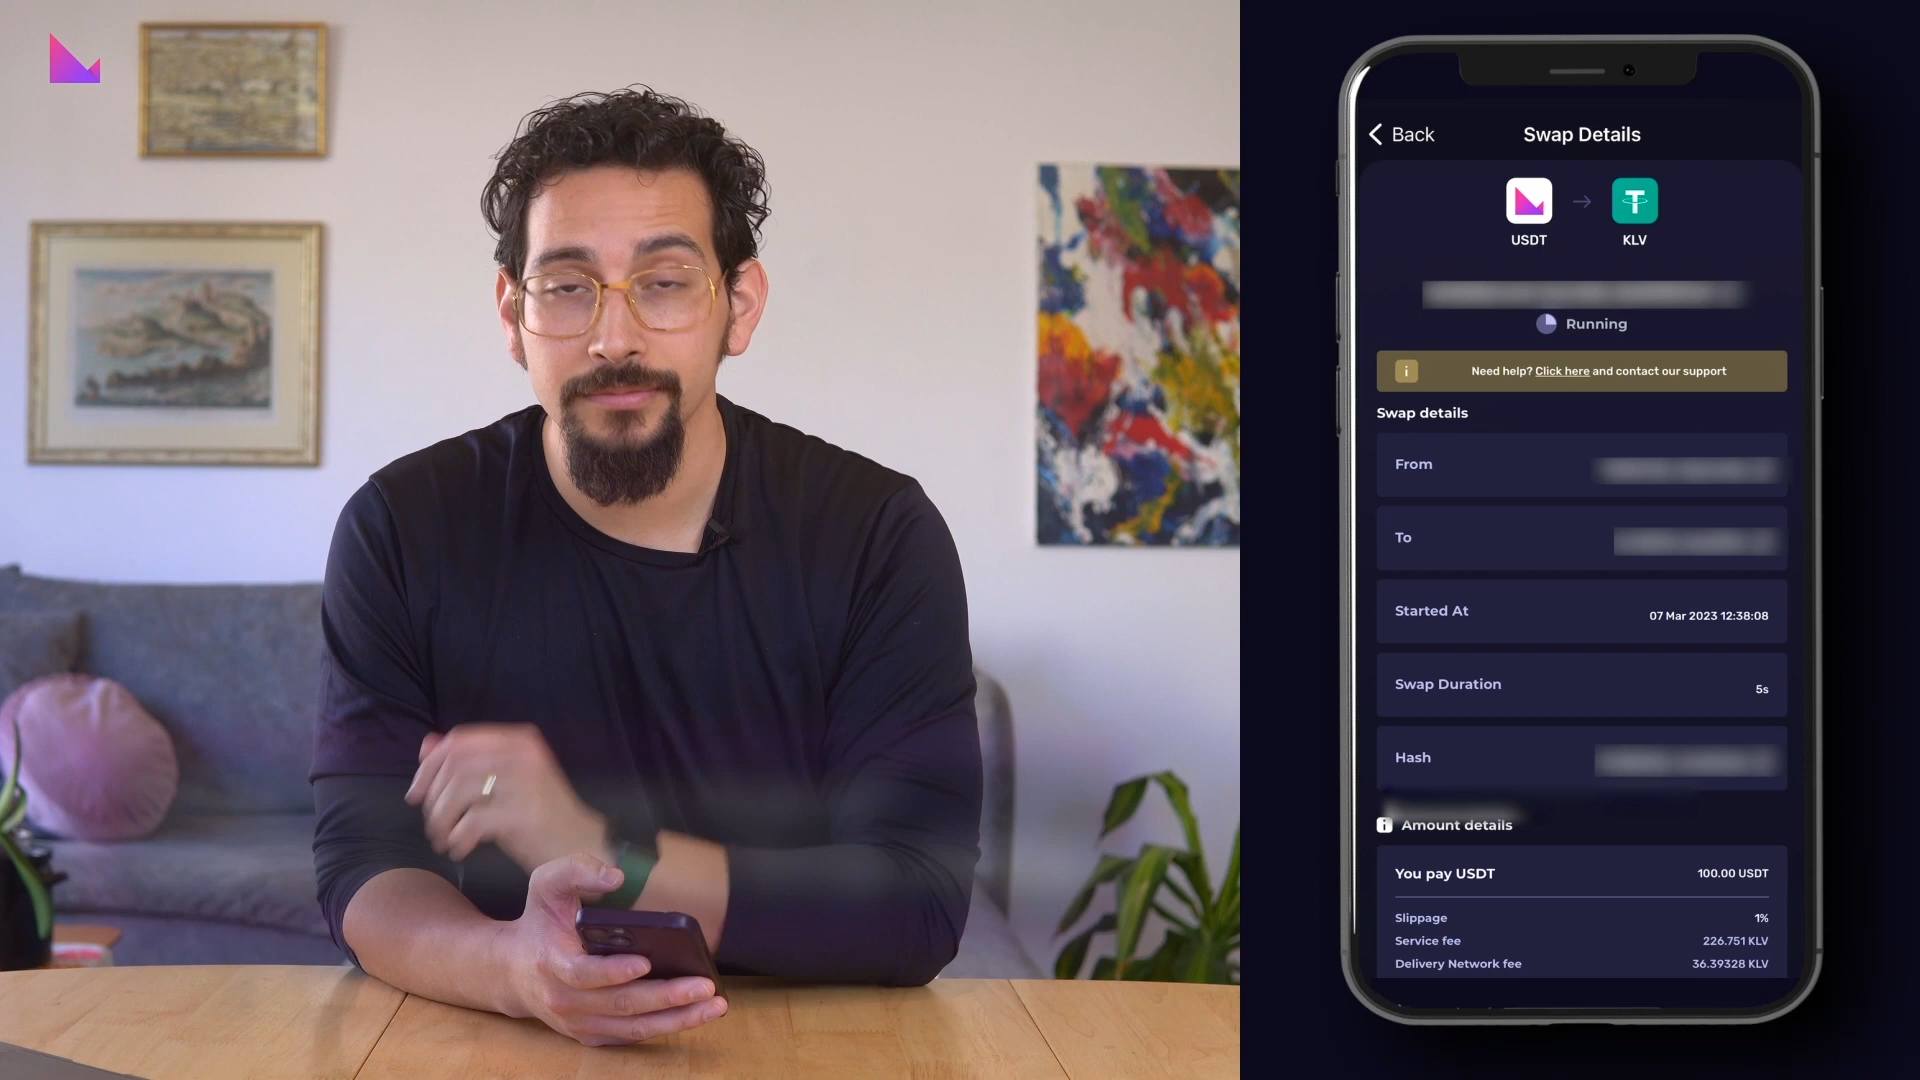 Back
Swap Details
USDT
KLV
Running
Need help? Click here and contact our support
Swap details
From
To
Started At
07 Mar 2023 12:38:08
Swap Duration
5s
Hash
Amount details
You pay USDT
100.00 USDT
Slippage
1%
Service fee
226.751 KLV
Delivery Network fee
36.39328 KLV